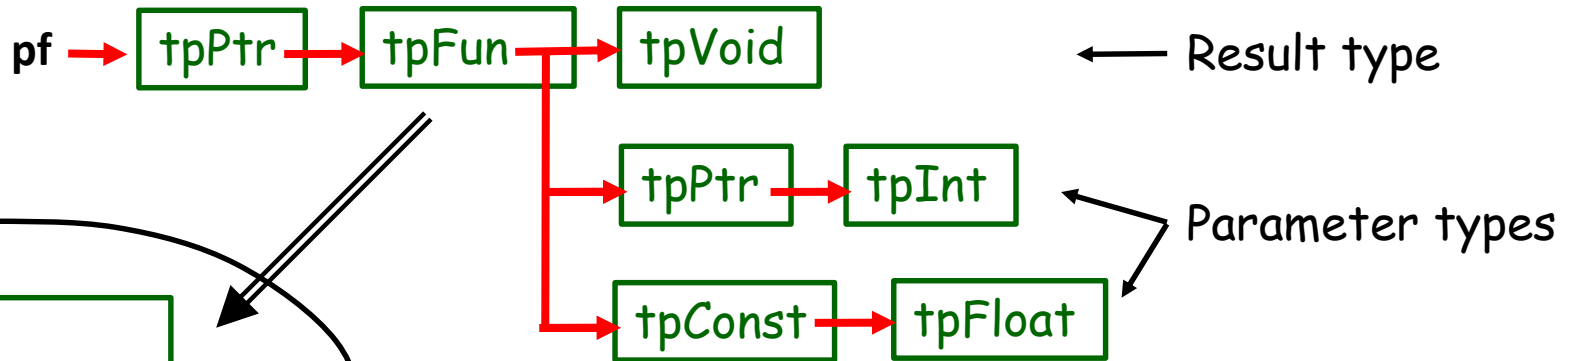 pf tpPtr tpFun tpVoid Result type
tpPtr tpInt
Parameter types
tpConst tpFloat